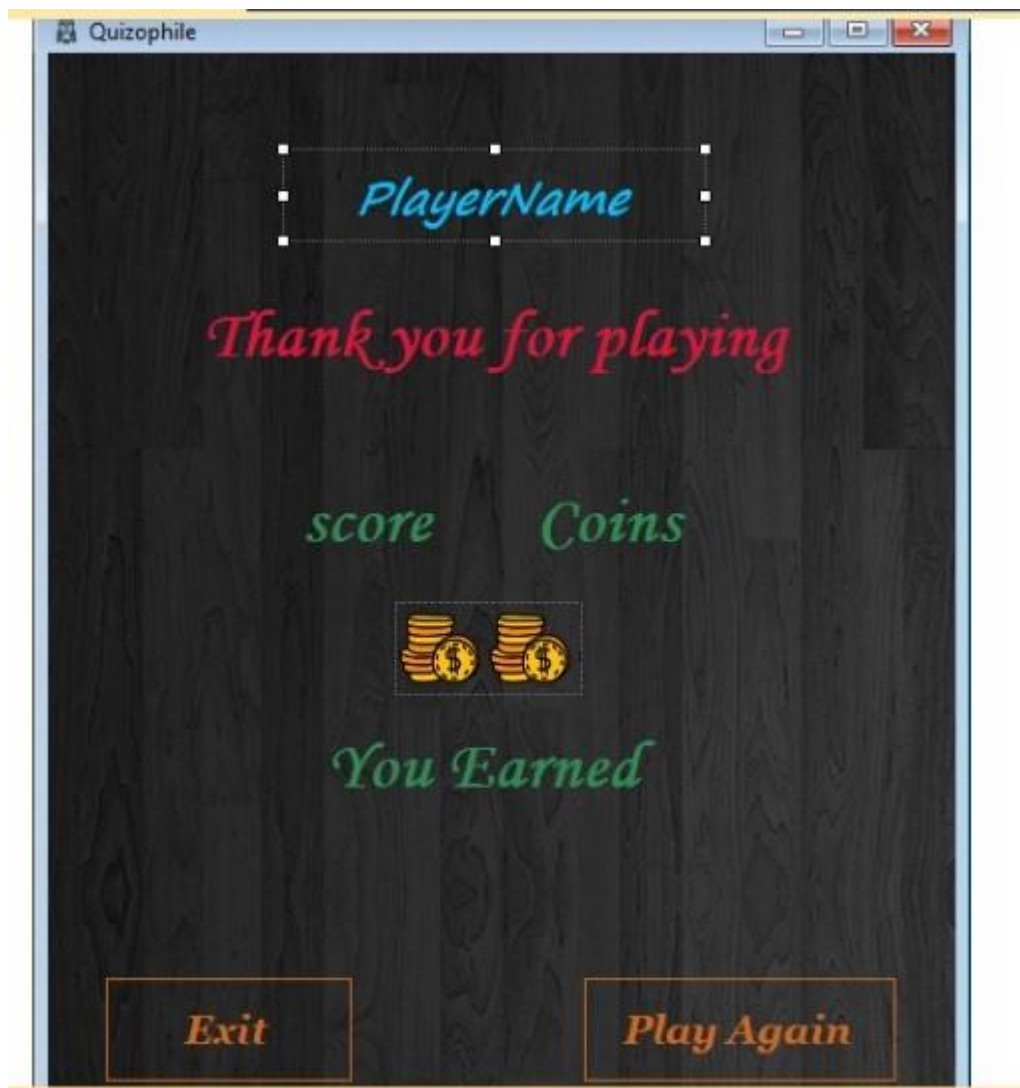 Quizophile
PlayerName
Thank you for playing
score Coins
$ $
You Earned
Exit Play Again